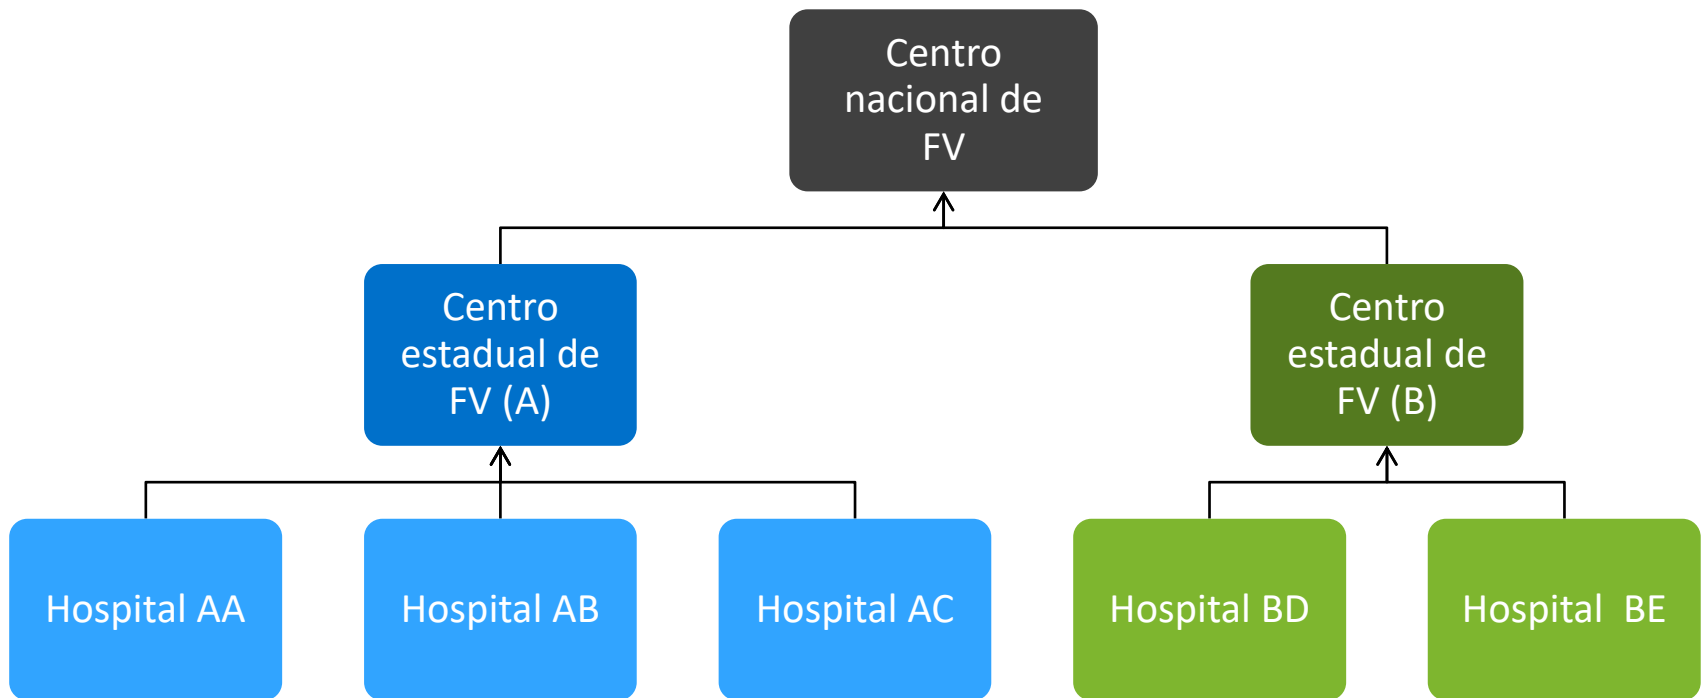 Centro
nacional de
FV
Centro
estadual de
FV (A)
Centro
estadual de
FV (B)
Hospital AA
Hospital AB
Hospital AC
Hospital BD
Hospital  BE